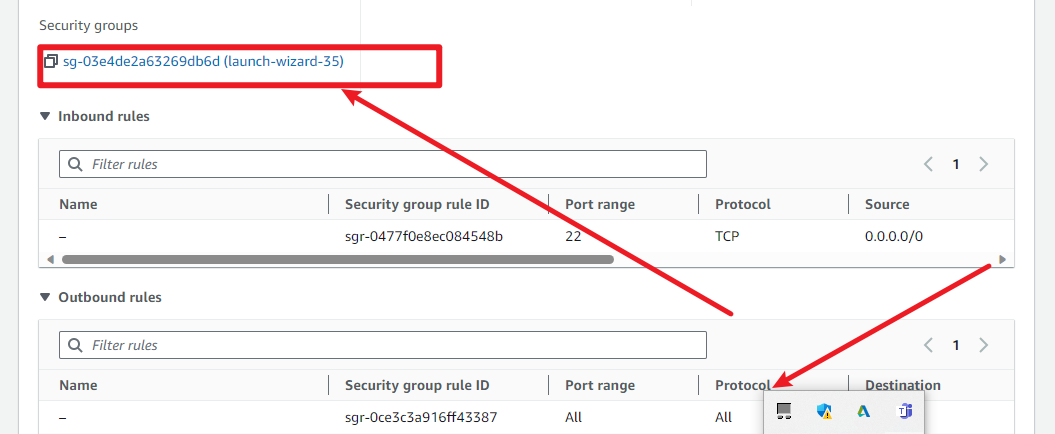 Security groups
sg-03e4de2a63269db6d (launch-wizard-35)
Inbound rules
Filter rules
1
Name Security group rule ID Port range Protocol Source
– sgr-0477f0e8ec084548b 22 TCP 0.0.0.0/0
Outbound rules
Filter rules
1
Name Security group rule ID Port range Protocol Destination
– sgr-0ce3c3a916ff43387 All All